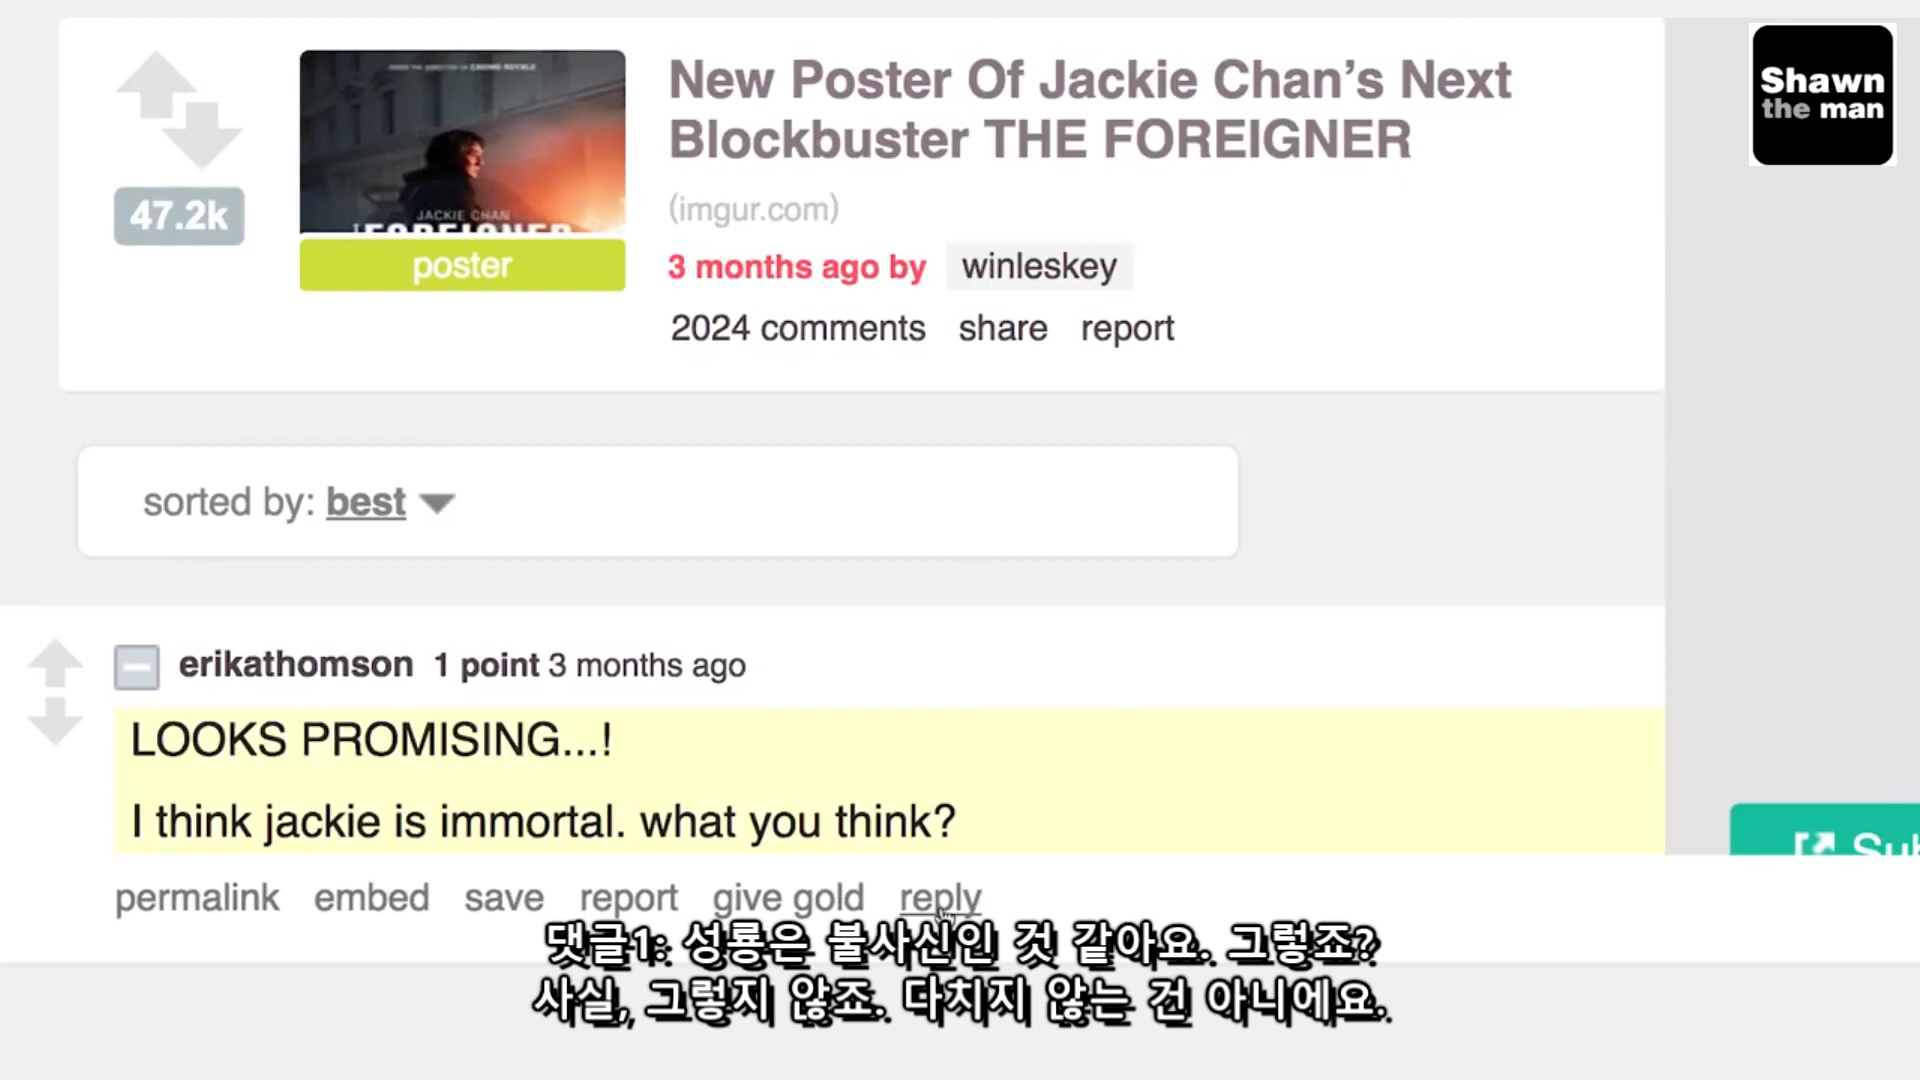 New Poster Of Jackie Chan’s Next
Blockbuster THE FOREIGNER
Shawn
the man
47.2k
JACKIE CHAN
FOREIGNER
poster
(imgur.com)
3 months ago by winleskey
2024 comments share report
sorted by: best
erikathomson 1 point 3 months ago
LOOKS PROMISING...!
I think jackie is immortal. what you think?
permalink embed save report give gold reply
댓글1: 성룡은 불사신인 것 같아요. 그렇죠?
사실, 그렇지 않죠. 다치지 않는 건 아니에요.